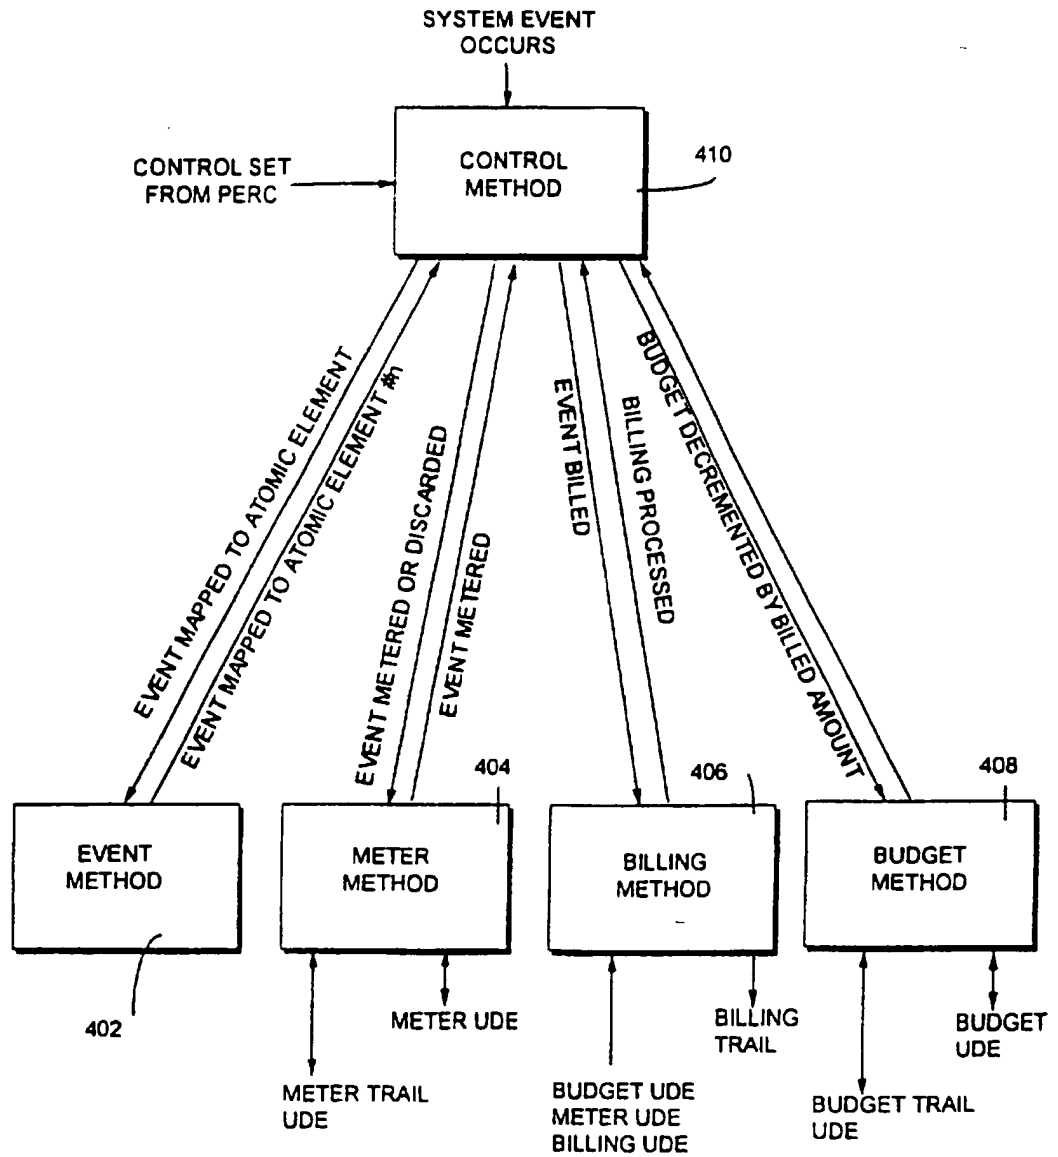 SYSTEM EVENT
OCCURS
CONTROL
METHOD
410
CONTROL SET
FROM PERC
EVENT MAPPED TO ATOMIC ELEMENT
EVENT MAPPED TO ATOMIC ELEMENT #n
EVENT METERED OR DISCARDED
EVENT METERED
EVENT BILLED
BILLING PROCESSED
BUDGET DECREMENTED BY BILLED AMOUNT
404
406
408
EVENT
METHOD
METER
METHOD
BILLING
METHOD
BUDGET
METHOD
402
METER UDE
BILLING
TRAIL
BUDGET
UDE
METER TRAIL
UDE
BUDGET UDE
METER UDE
BILLING UDE
BUDGET TRAIL
UDE